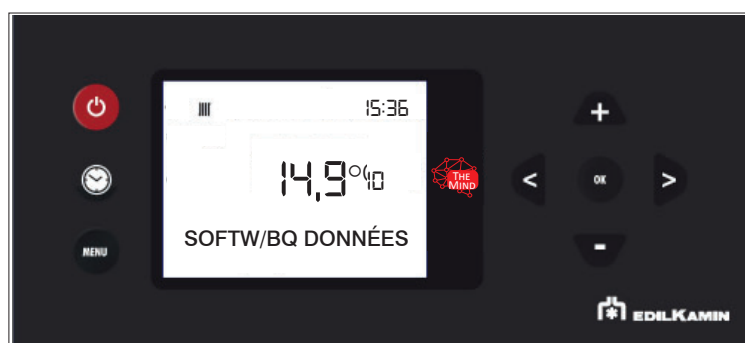 15:36
14,9°(10
THE
MIND
OK
SOFTW/BQ DONNÉES
MENU
EDILKAMIN